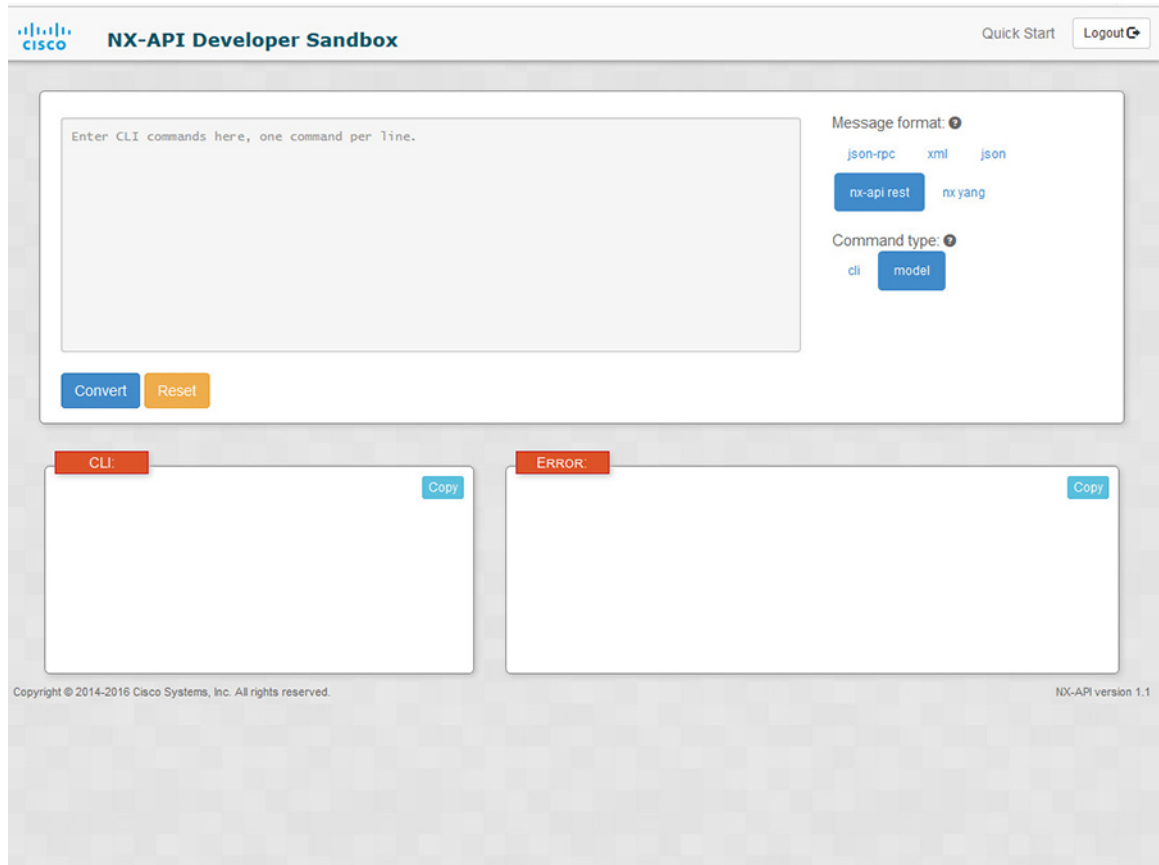 CISCO
NX-API Developer Sandbox
Quick Start
Logout
Enter CLI commands here, one command per line.
Message format:
json-rpc xml json
nx-api rest nx yang
Command type:
cli model
Convert Reset
CLI:
Copy
ERROR:
Copy
Copyright © 2014-2016 Cisco Systems, Inc. All rights reserved.
NX-API version 1.1